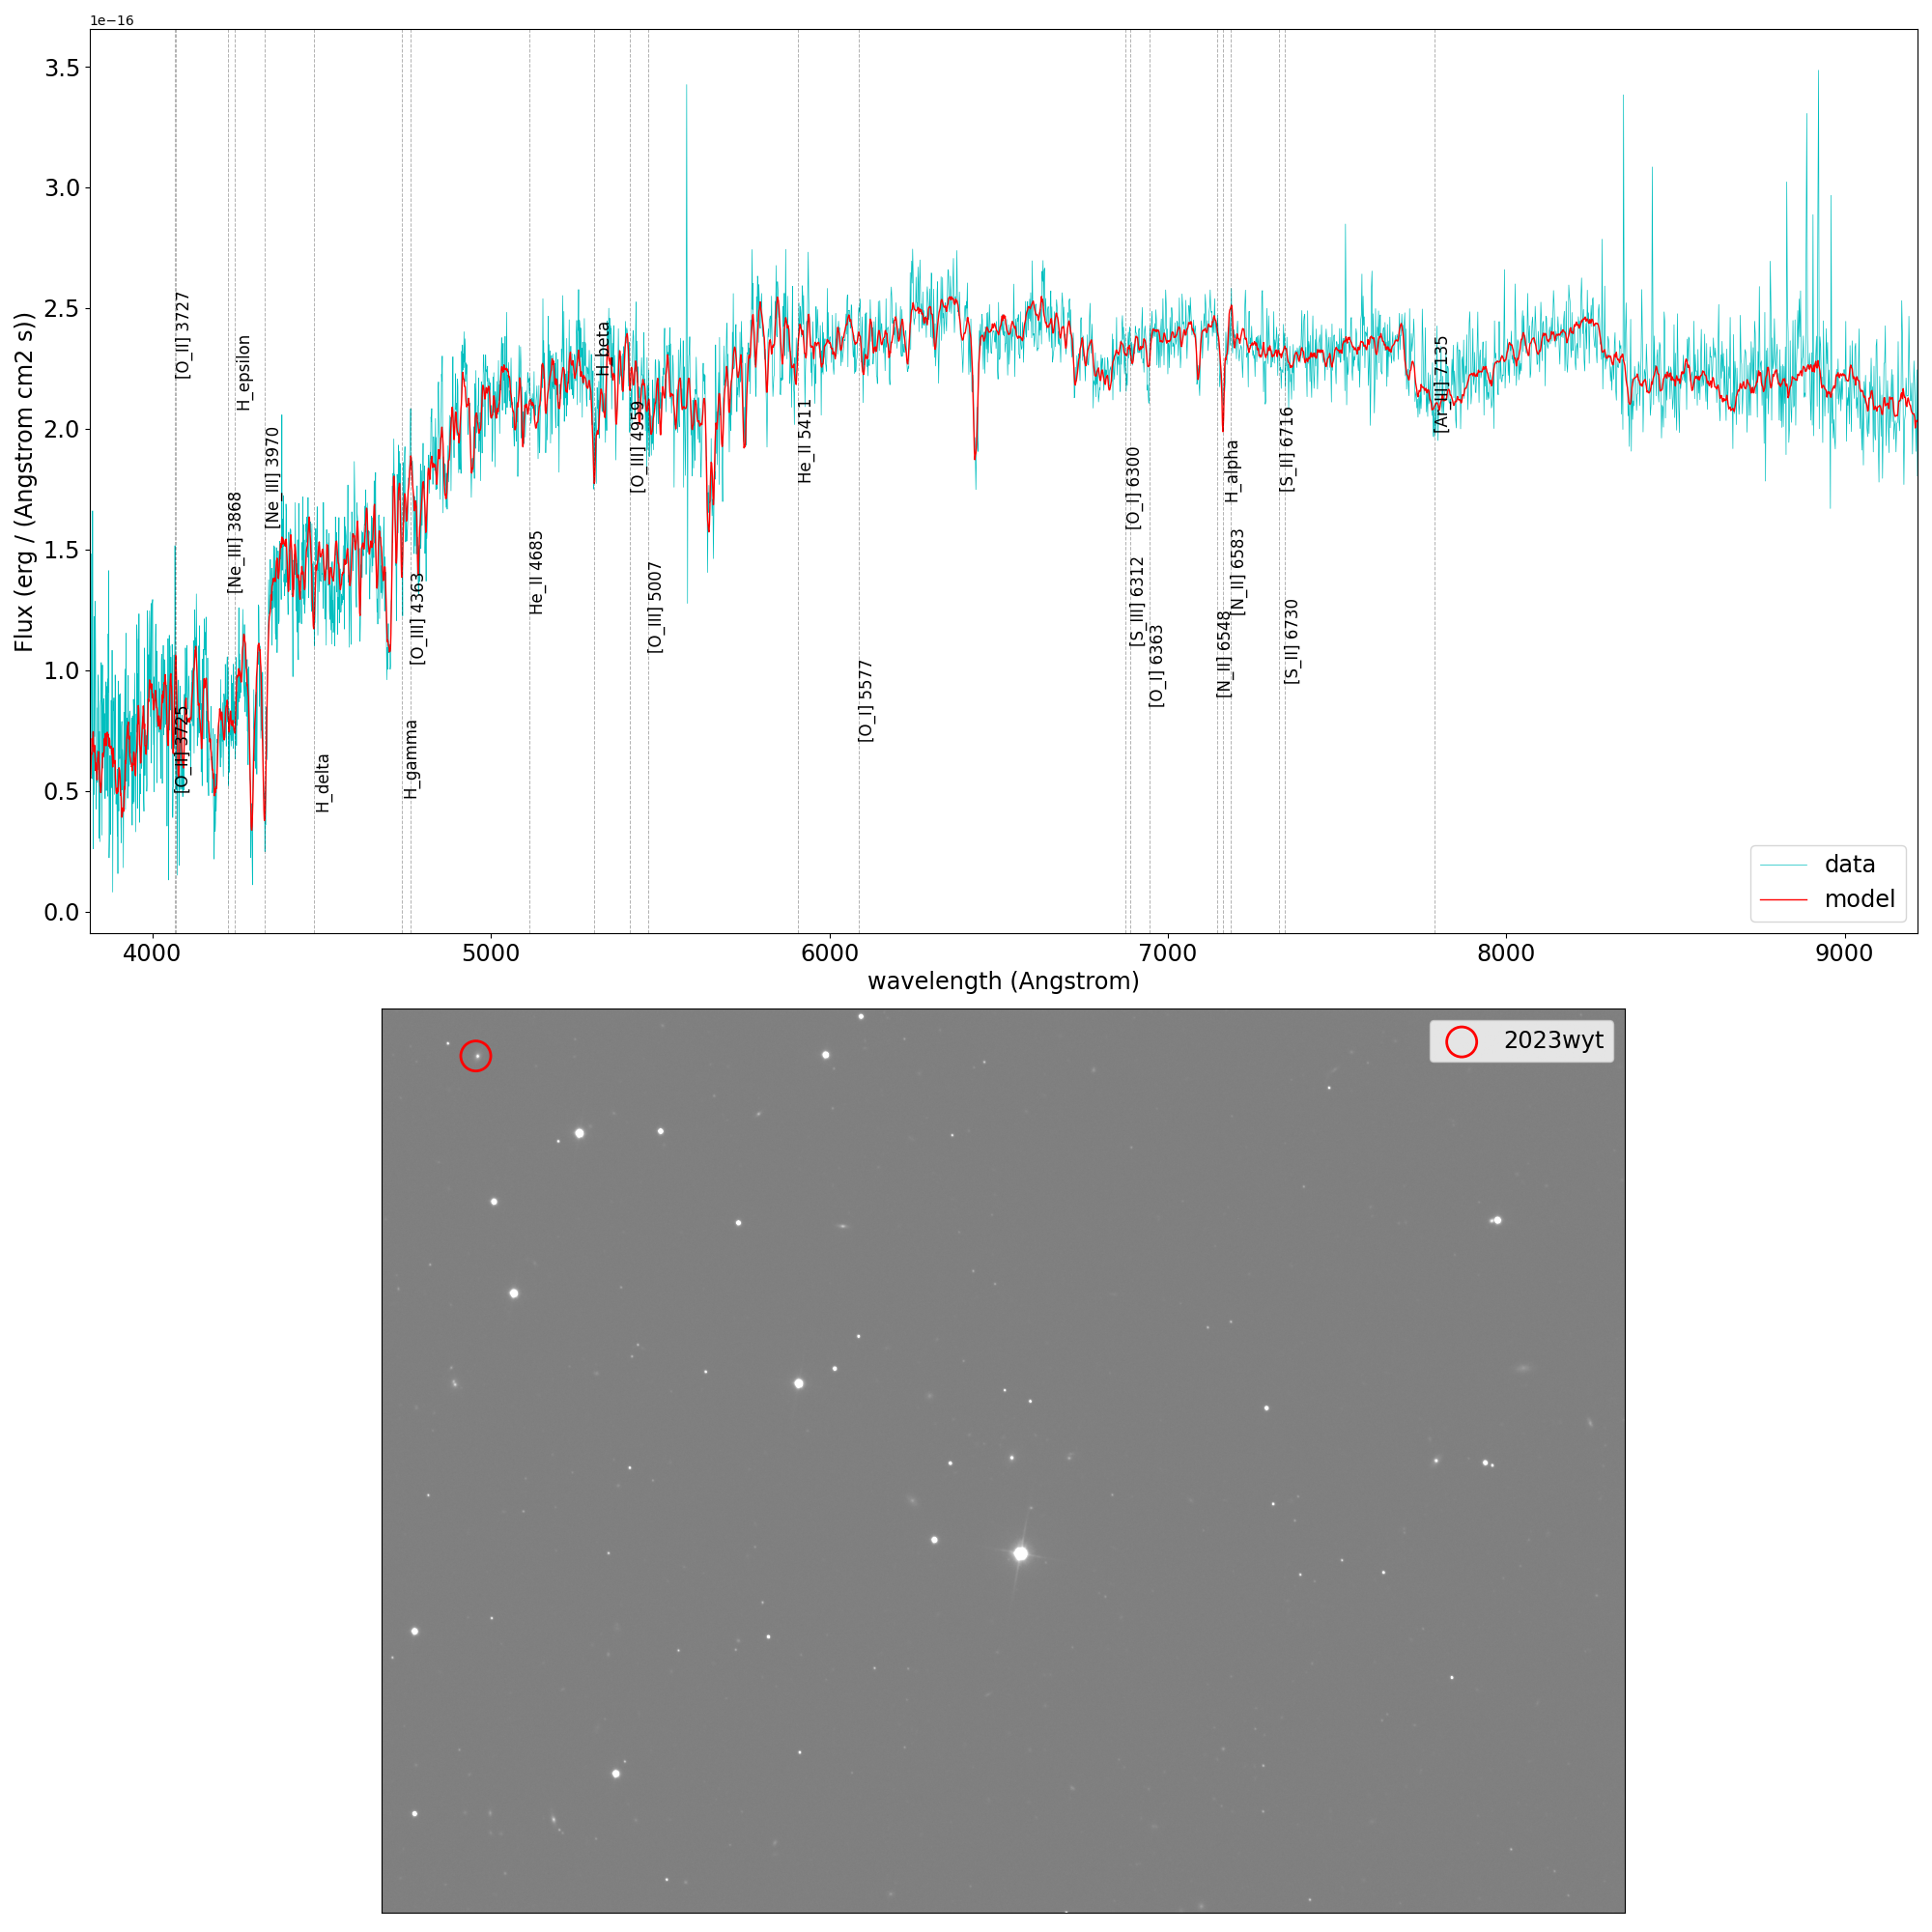 1e−16
Flux (erg / (Angstrom cm2 s))
3.5
3.0
2.5
2.0
1.5
1.0
0.5
0.0
[O_II] 3727
[O_II] 3725
[Ne_III] 3868
H_epsilon
[Ne_III] 3970
H_delta
H_gamma
[O_III] 4363
He_II 4685
H_beta
[O_III] 4959
[O_III] 5007
He_II 5411
[O_I] 5577
[O_I] 6300
[S_III] 6312
[O_I] 6363
[N_II] 6548
H_alpha
[N_II] 6583
[S_II] 6716
[S_II] 6730
[Ar_III] 7135
data
model
4000 5000 6000 7000 8000 9000
wavelength (Angstrom)
2023wyt